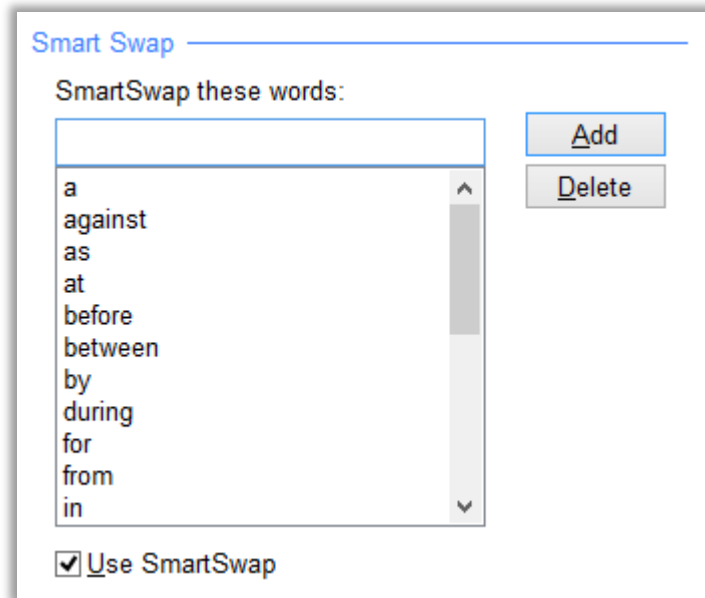 Smart Swap
SmartSwap these words:
Add
Delete
a
against
as
at
before
between
by
during
for
from
in
Use SmartSwap